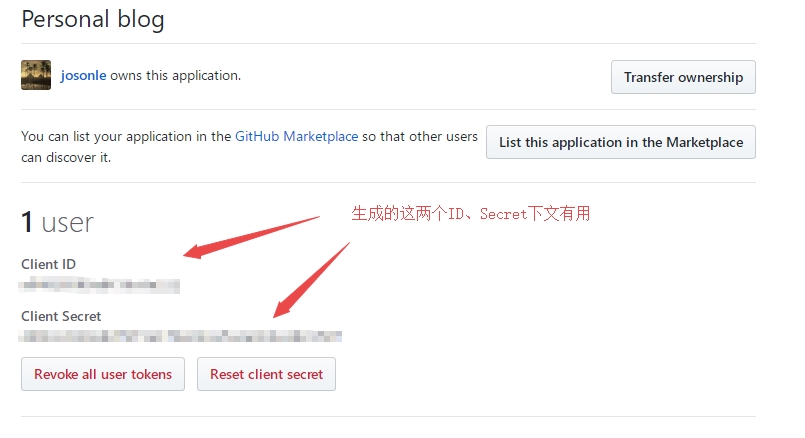 Personal blog
josonle owns this application.
Transfer ownership
You can list your application in the GitHub Marketplace so that other users
can discover it.
List this application in the Marketplace
1 user
生成的这两个ID、Secret下文有用
Client ID
Client Secret
Revoke all user tokens
Reset client secret